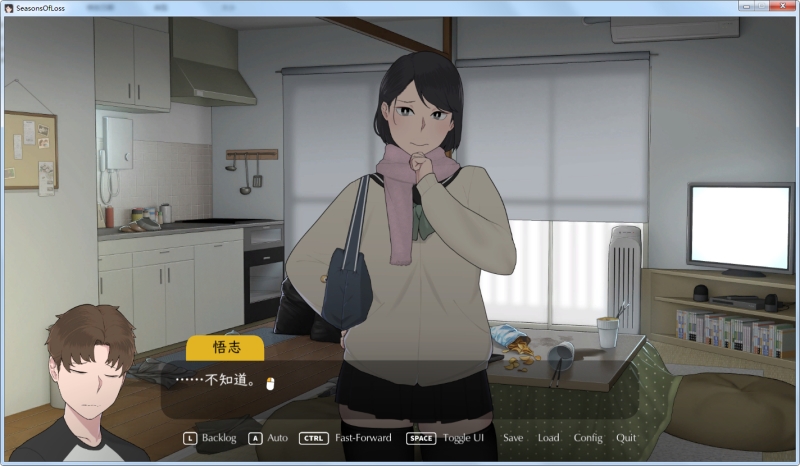 SeasonsOfLoss
悟志
……不知道。
L Backlog A Auto CTRL Fast-Forward SPACE Toggle UI Save Load Config Quit